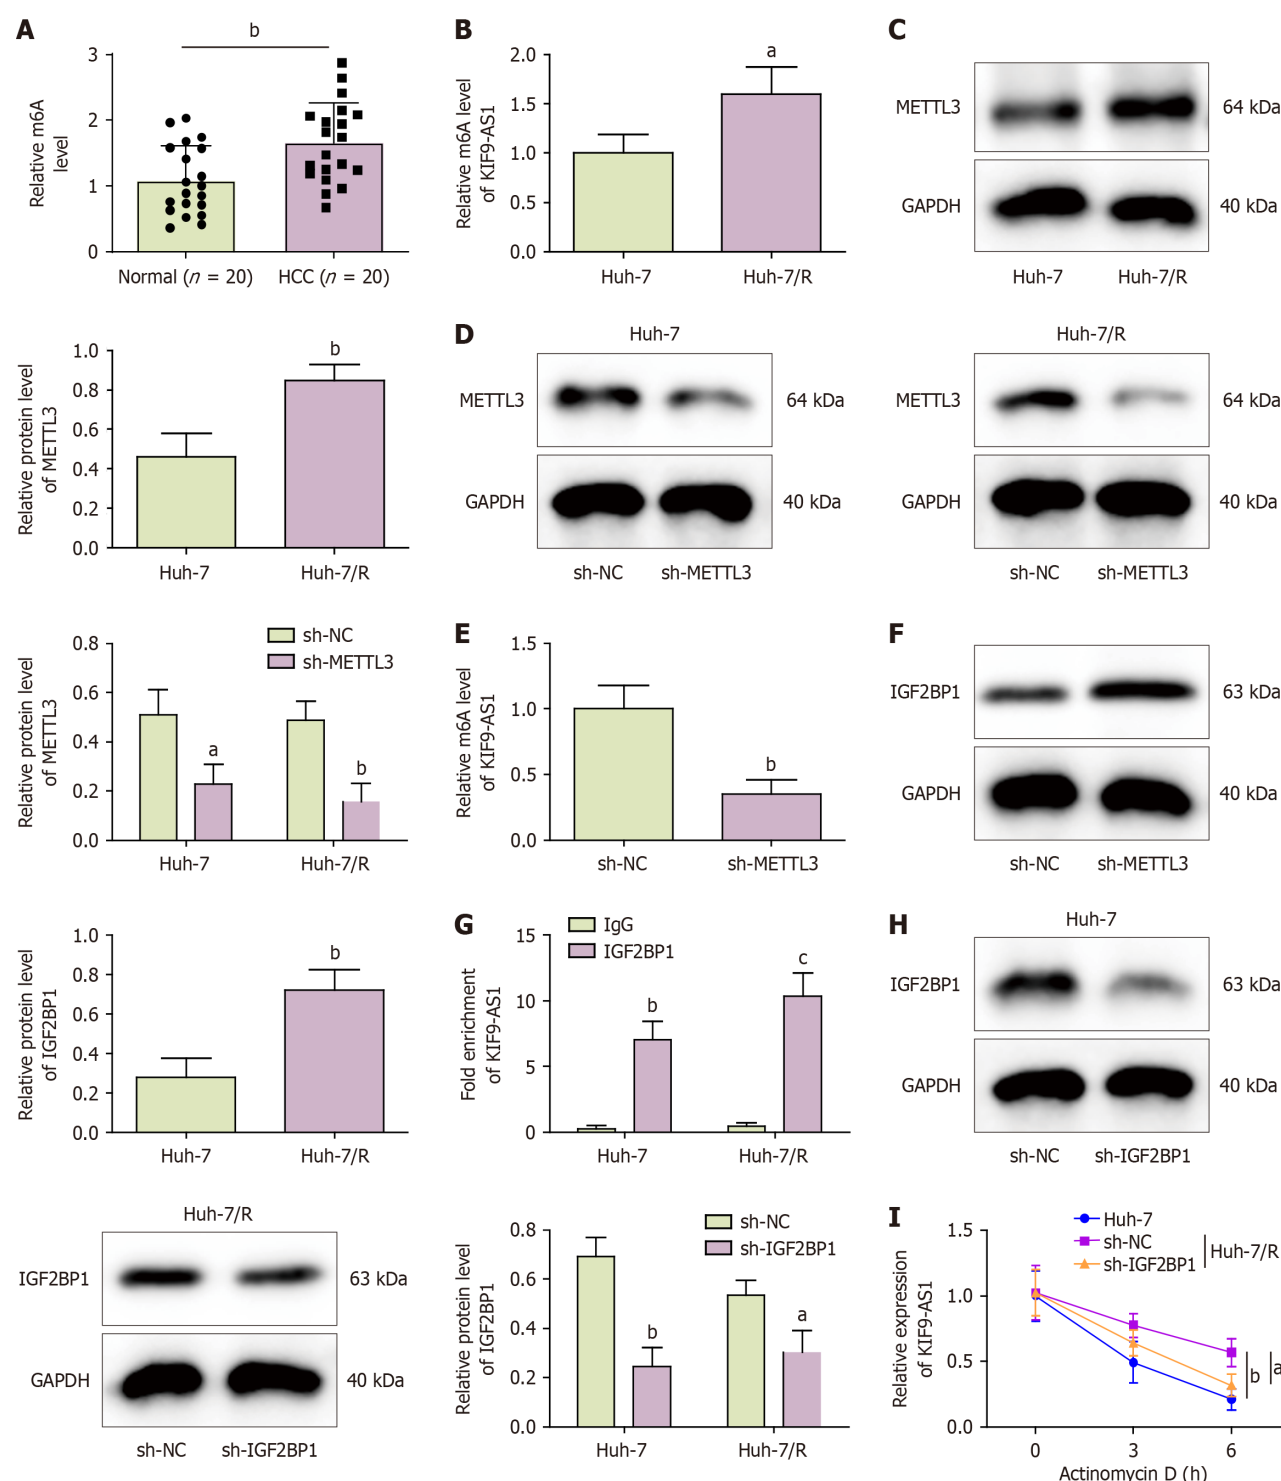 A
b
Relative m6A
level
3
2
1
0
Normal (n = 20)
HCC (n = 20)
B
a
Relative m6A level
of KIF9-AS1
2.0
1.5
1.0
0.5
0.0
Huh-7
Huh-7/R
C
METTL3
64 kDa
GAPDH
40 kDa
Huh-7
Huh-7/R
Relative protein level
of METTL3
1.0
0.8
0.6
0.4
0.2
0.0
b
Huh-7
Huh-7/R
D
Huh-7
METTL3
64 kDa
GAPDH
40 kDa
sh-NC
sh-METTL3
Huh-7/R
METTL3
64 kDa
GAPDH
40 kDa
sh-NC
sh-METTL3
Relative protein level
of METTL3
0.8
0.6
0.4
0.2
0.0
sh-NC
sh-METTL3
a
b
Huh-7
Huh-7/R
E
Relative m6A level
of KIF9-AS1
1.5
1.0
0.5
0.0
b
sh-NC
sh-METTL3
F
IGF2BP1
63 kDa
GAPDH
40 kDa
sh-NC
sh-METTL3
Relative protein level
of IGF2BP1
1.0
0.8
0.6
0.4
0.2
0.0
b
Huh-7
Huh-7/R
G
IgG
IGF2BP1
Fold enrichment
of KIF9-AS1
15
10
5
0
b
c
Huh-7
Huh-7/R
H
Huh-7
IGF2BP1
63 kDa
GAPDH
40 kDa
sh-NC
sh-IGF2BP1
Huh-7/R
IGF2BP1
63 kDa
GAPDH
40 kDa
sh-NC
sh-IGF2BP1
Relative protein level
of IGF2BP1
0.8
0.6
0.4
0.2
0.0
sh-NC
sh-IGF2BP1
b
a
Huh-7
Huh-7/R
I
Huh-7
sh-NC
sh-IGF2BP1
Huh-7/R
Relative expression
of KIF9-AS1
1.5
1.0
0.5
0.0
b
a
0
3
6
Actinomycin D (h)